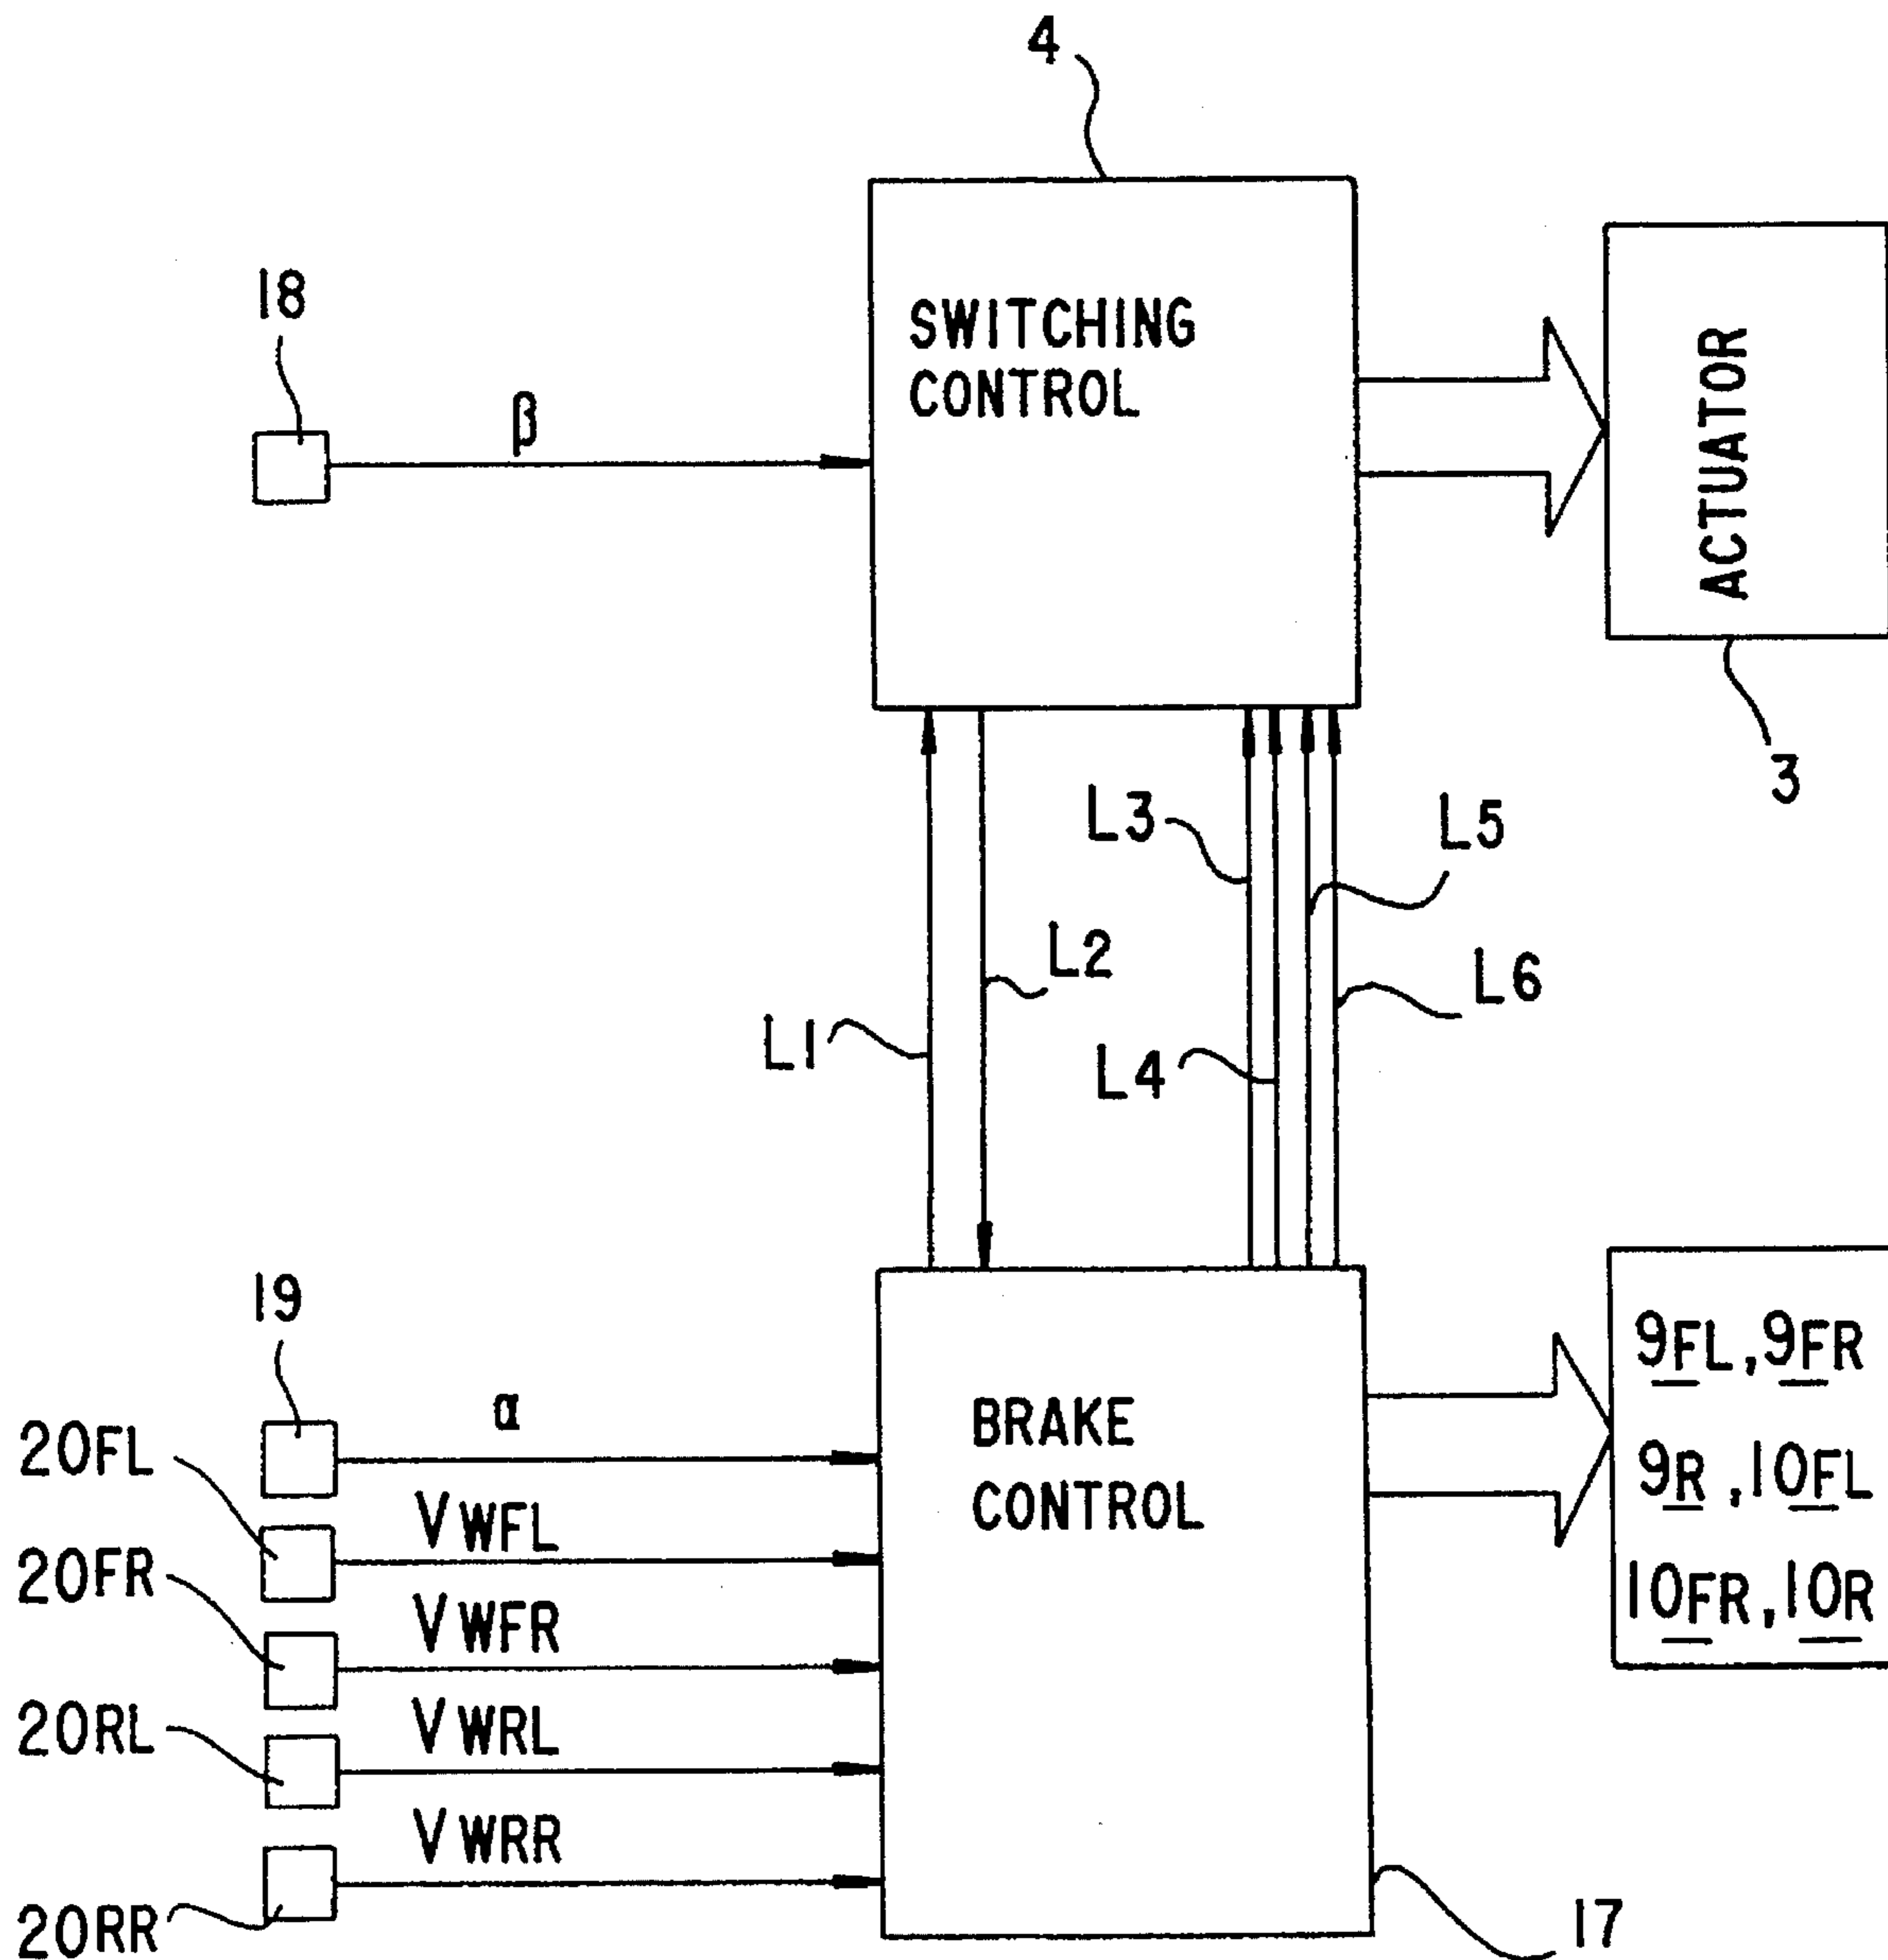 4
18
β
SWITCHING
CONTROL
ACTUATOR
3
L3
L5
L2
L6
L1
L4
19
α
20FL
VWFL
20FR
VWFR
20RL
VWRL
20RR
VWRR
BRAKE
CONTROL
9FL,9FR
9R,10FL
10FR,10R
17